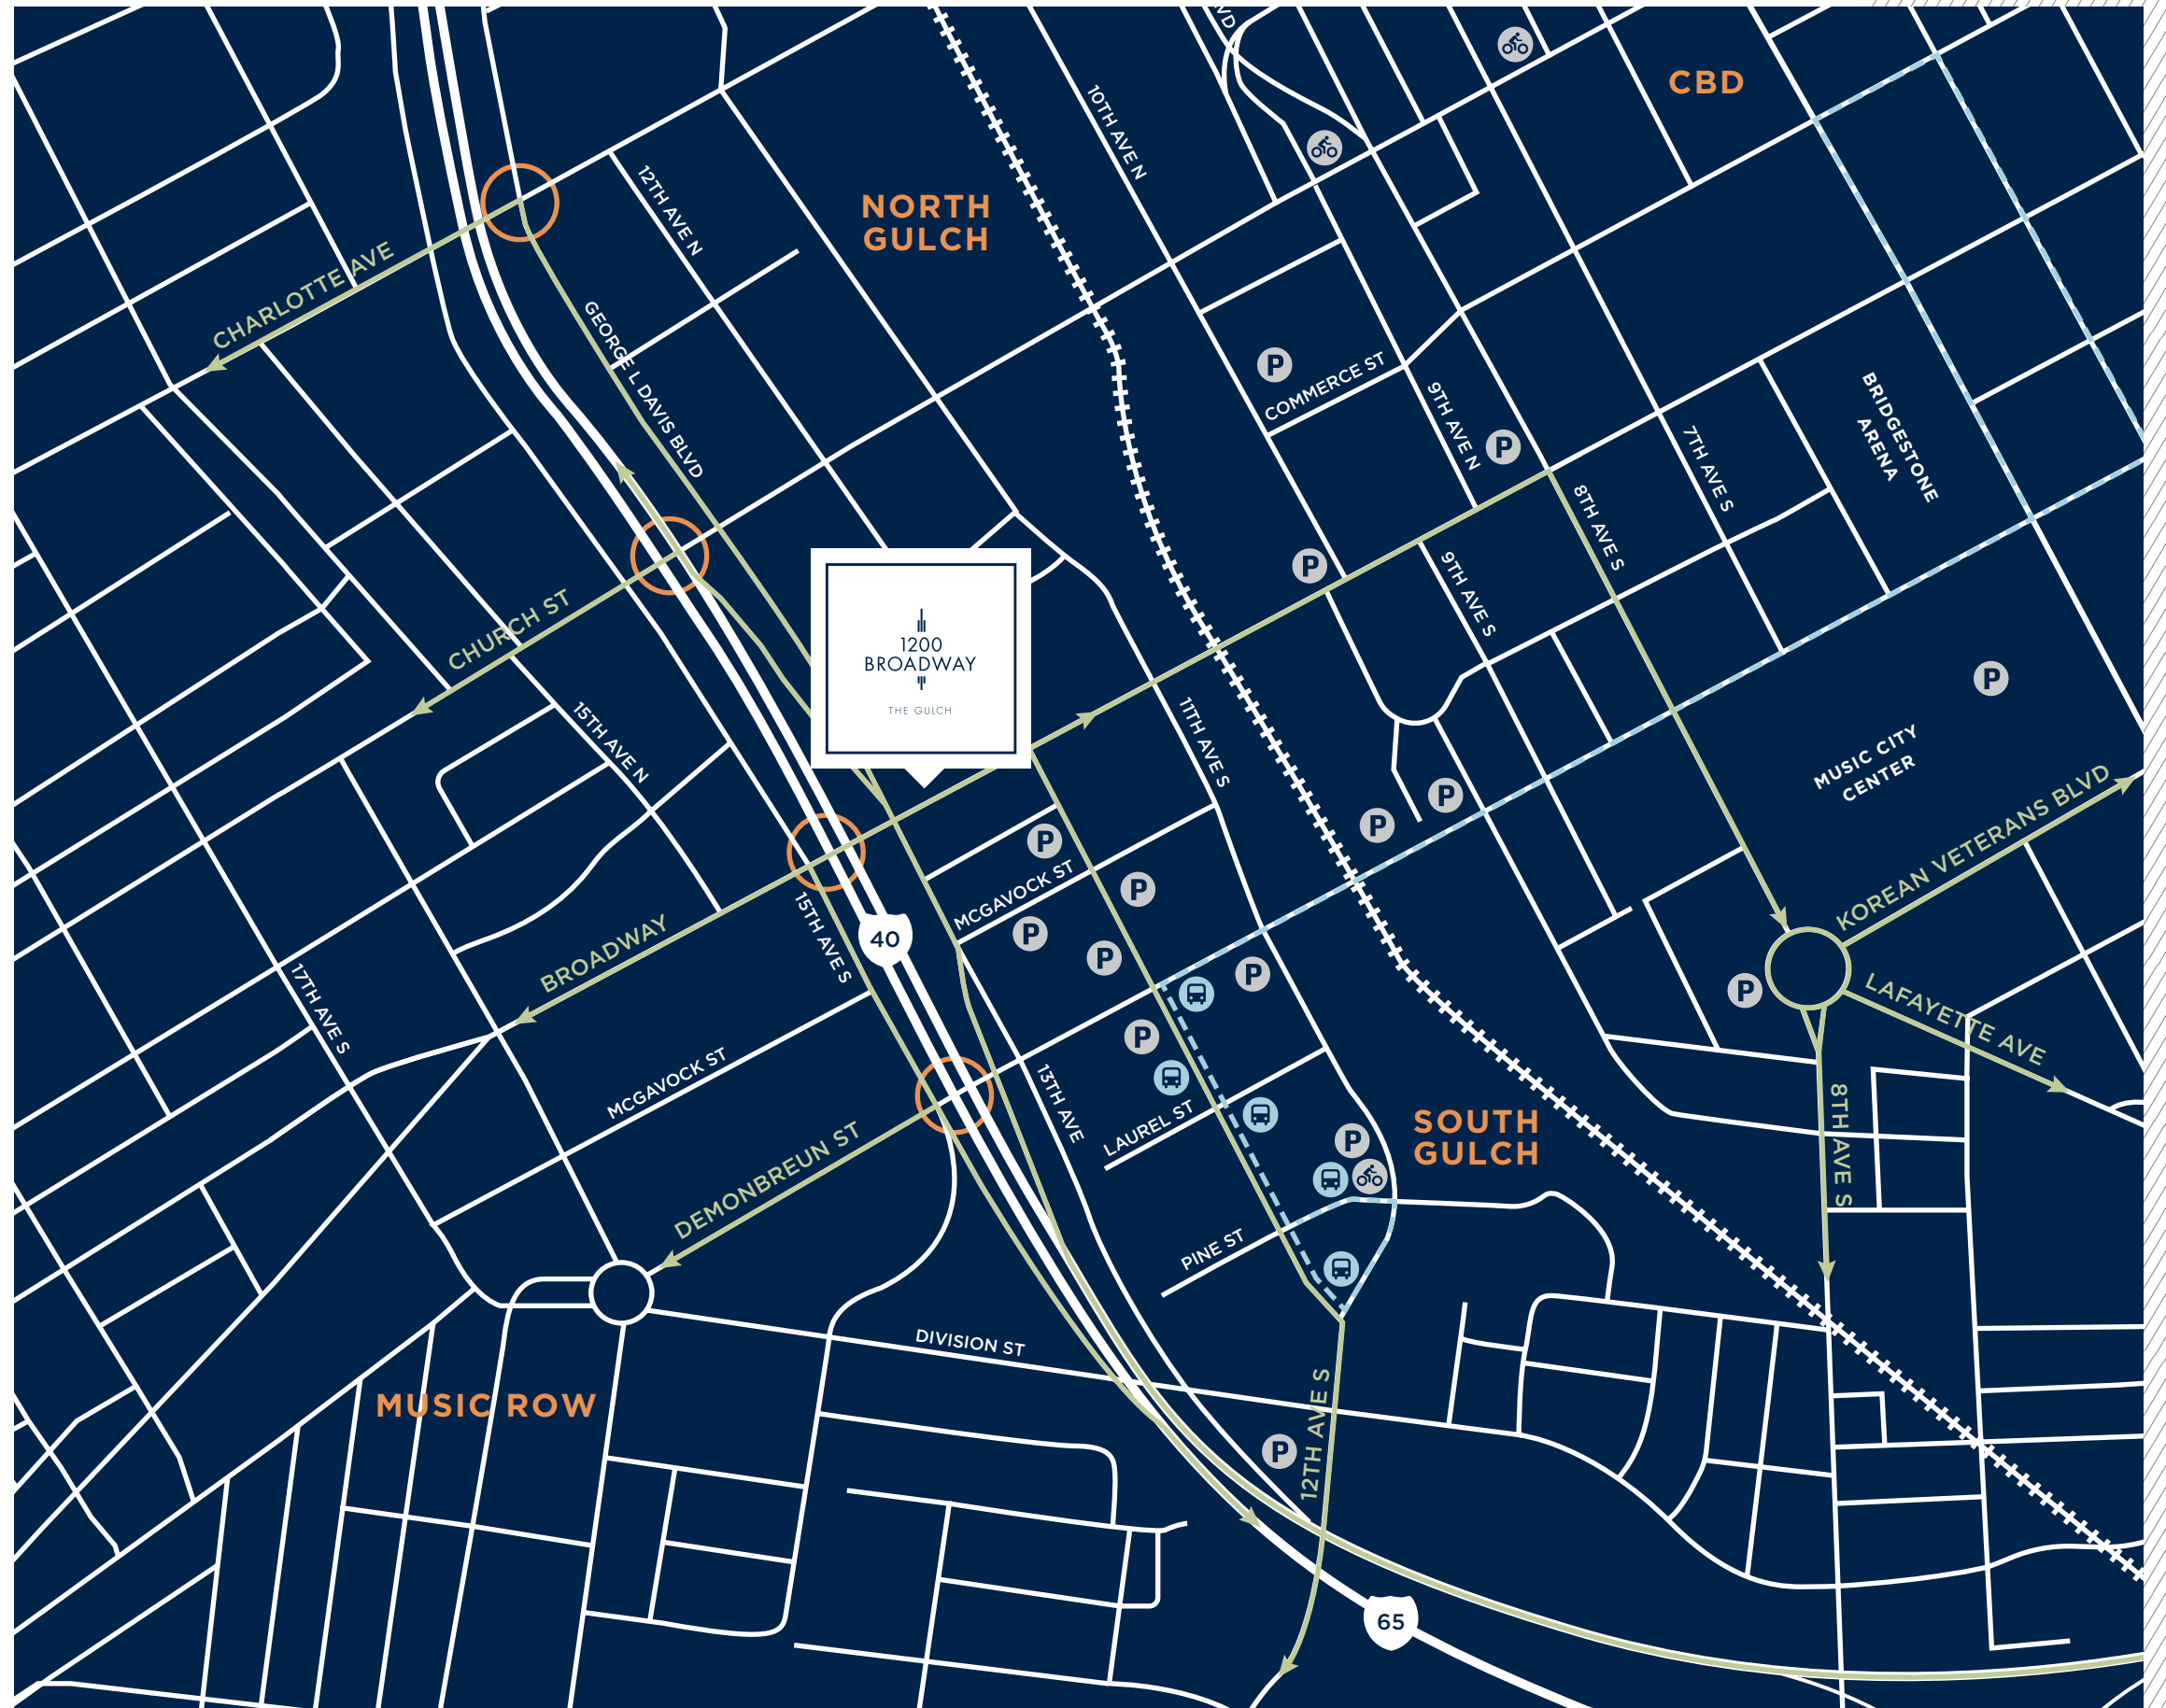 VD
CBD
10TH AVE N
12TH AVE N
NORTH
GULCH
CHARLOTTE AVE
GEORGE L DAVIS BLVD
P
COMMERCE ST
9TH AVE N
P
7TH AVE S
BRIDGESTONE
ARENA
8TH AVE S
P
9TH AVE S
CHURCH ST
1200
BROADWAY
THE GULCH
P
15TH AVE N
11TH AVE S
MUSIC CITY
CENTER
KOREAN VETERANS BLVD
P
P
P
MCGAVOCK ST
P
P
P
P
15TH AVE S
40
BROADWAY
17TH AVE S
P
LAFAYETTE AVE
P
MCGAVOCK ST
13TH AVE
LAUREL ST
DEMONBREUN ST
SOUTH
GULCH
P
8TH AVE S
PINE ST
DIVISION ST
MUSIC ROW
12TH AVE S
P
65